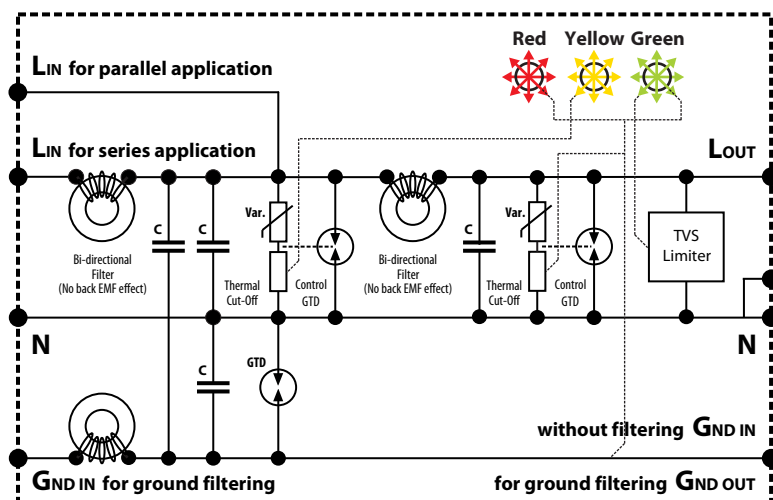 Red Yellow Green
LIN for parallel application
LIN for series application
LOUT
C
C
Var.
C
Var.
TVS
Limiter
Bi-directional
Filter
(No back EMF effect)
Thermal
Cut-Off
Control
GTD
Bi-directional
Filter
(No back EMF effect)
Thermal
Cut-Off
Control
GTD
N
N
C
GTD
without filtering GND IN
GND IN for ground filtering
for ground filtering GND OUT